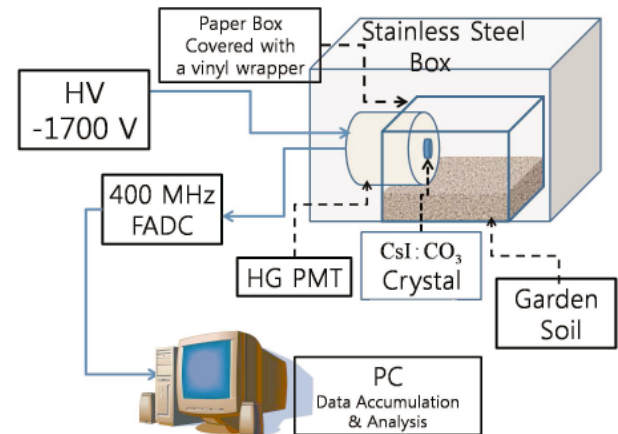 Paper Box
Covered with
a vinyl wrapper
Stainless Steel
Box
HV
-1700 V
400 MHz
FADC
HG PMT
CsI:CO₃
Crystal
Garden
Soil
PC
Data Accumulation
& Analysis